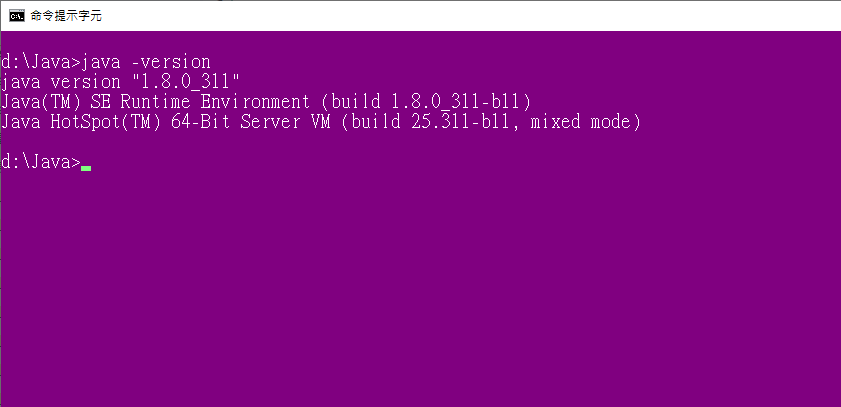 命令提示字元
d:\Java>java -version
java version "1.8.0_311"
Java(TM) SE Runtime Environment (build 1.8.0_311-b11)
Java HotSpot(TM) 64-Bit Server VM (build 25.311-b11, mixed mode)
d:\Java>